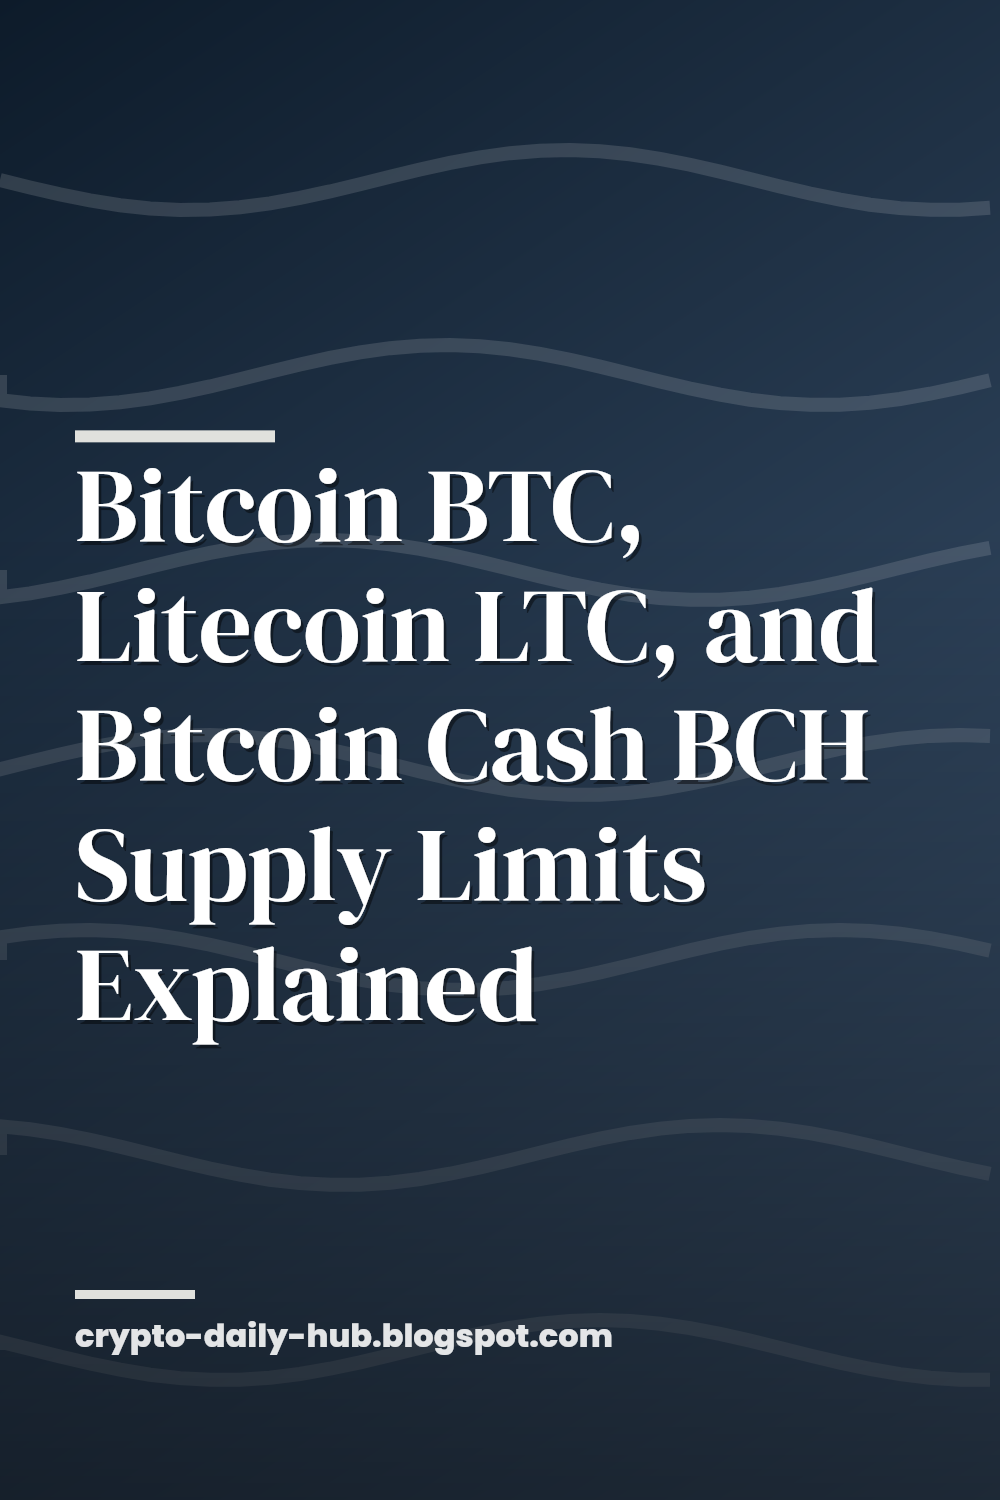 Bitcoin BTC,
Litecoin LTC, and
Bitcoin Cash BCH
Supply Limits
Explained
crypto-daily-hub.blogspot.com